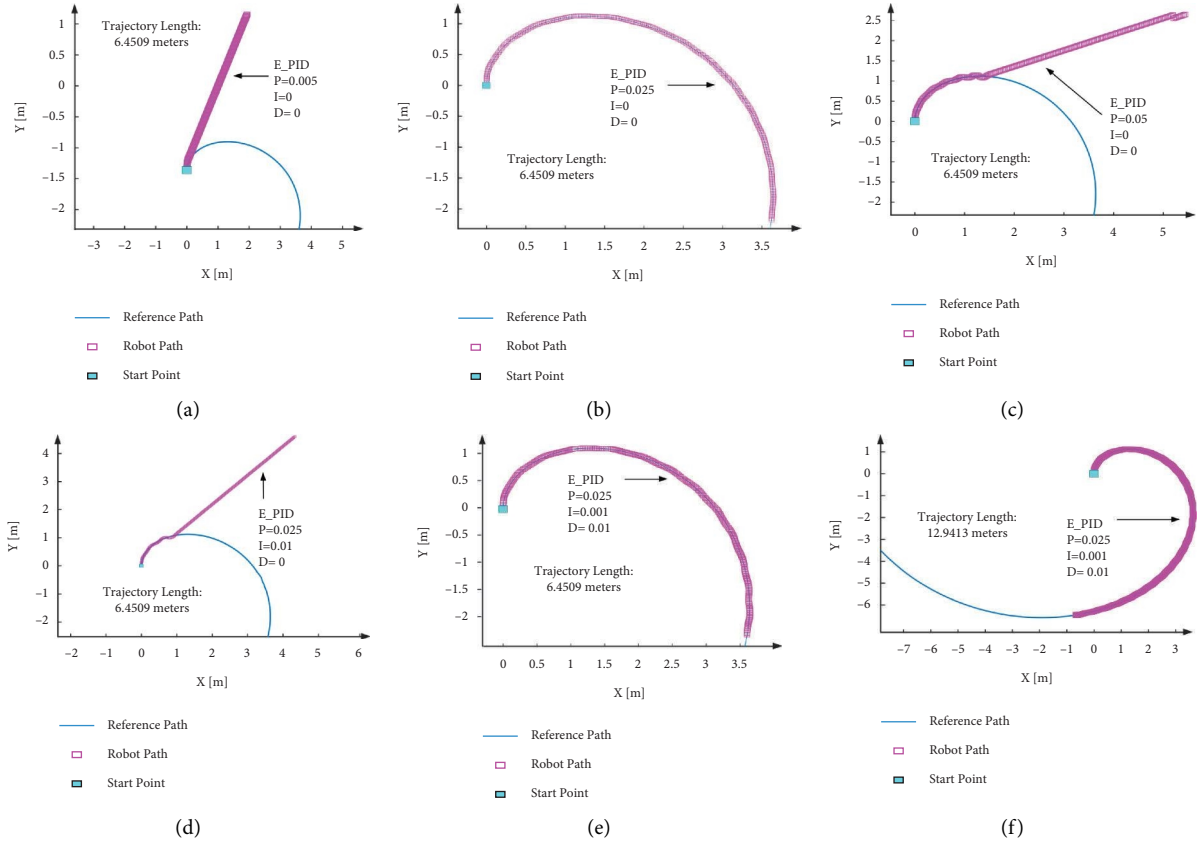 Trajectory Length:
6.4509 meters
E_PID
P=0.005
I=0
D= 0
1
0.5
0
–0.5
–1
–1.5
–2
Y [m]
–3 –2 –1 0 1 2 3 4 5
X [m]
Reference Path
Robot Path
Start Point
(a)
E_PID
P=0.025
I=0
D= 0
Trajectory Length:
6.4509 meters
1
0.5
0
–0.5
–1
–1.5
–2
Y [m]
0 0.5 1 1.5 2 2.5 3 3.5
X [m]
Reference Path
Robot Path
Start Point
(b)
E_PID
P=0.05
I=0
D= 0
Trajectory Length:
6.4509 meters
2.5
2
1.5
1
0.5
0
–0.5
–1
–1.5
–2
Y [m]
0 1 2 3 4 5
X [m]
Reference Path
Robot Path
Start Point
(c)
E_PID
P=0.025
I=0.01
D= 0
Trajectory Length:
6.4509 meters
4
3
2
1
0
–1
–2
Y [m]
–2 –1 0 1 2 3 4 5 6
X [m]
Reference Path
Robot Path
Start Point
(d)
E_PID
P=0.025
I=0.001
D= 0.01
Trajectory Length:
6.4509 meters
1
0.5
0
–0.5
–1
–1.5
–2
Y [m]
0 0.5 1 1.5 2 2.5 3 3.5
X [m]
Reference Path
Robot Path
Start Point
(e)
Trajectory Length:
12.9413 meters
E_PID
P=0.025
I=0.001
D= 0.01
1
0
–1
–2
–3
–4
–5
–6
Y [m]
–7 –6 –5 –4 –3 –2 –1 0 1 2 3
X [m]
Reference Path
Robot Path
Start Point
(f)